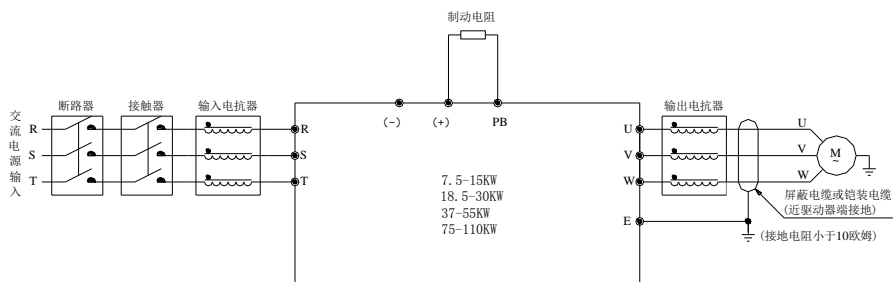 制动电阻
断路器
接触器
输入电抗器
输出电抗器
(-)
(+)
PB
交流电源输入
R
S
T
R
S
T
U
V
W
E
U
V
W
M
~
7.5-15KW
18.5-30KW
37-55KW
75-110KW
屏蔽电缆或铠装电缆
(近驱动器端接地)
(接地电阻小于10欧姆)